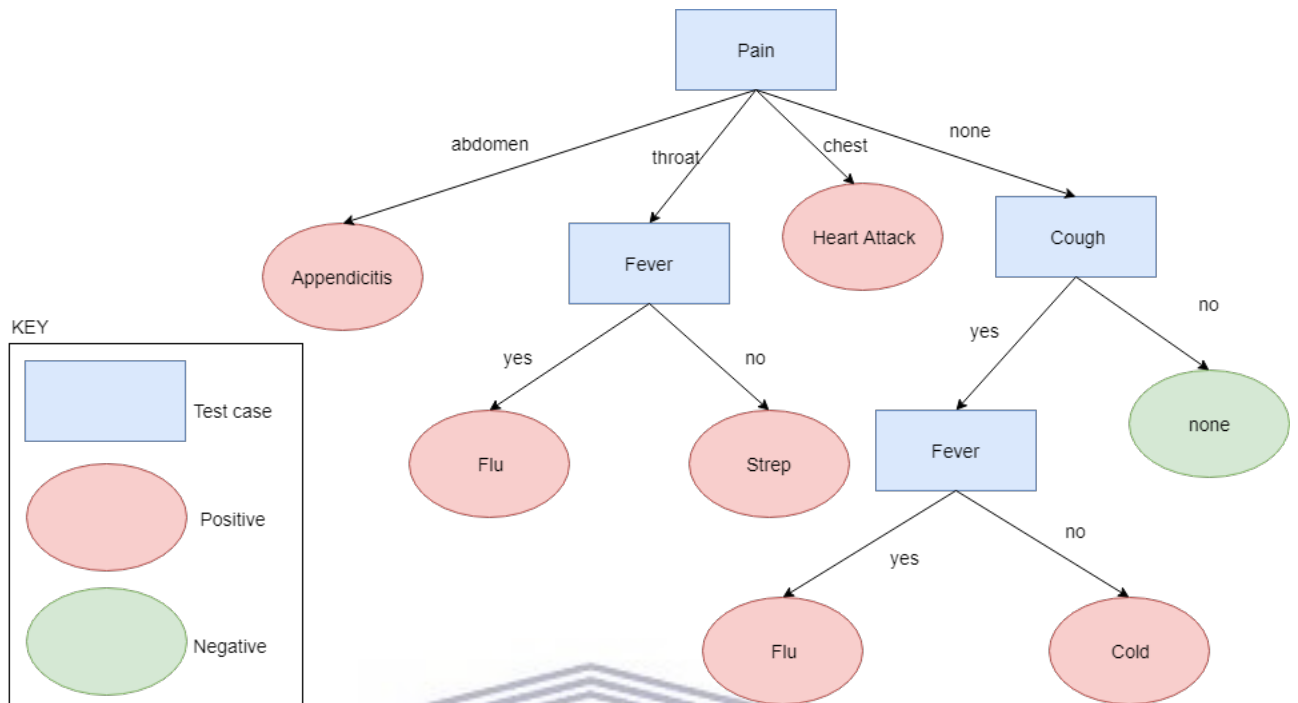 Pain
abdomen
throat
chest
none
Appendicitis
Fever
Heart Attack
Cough
yes
no
yes
no
Flu
Strep
Fever
none
yes
no
Flu
Cold
KEY
Test case
Positive
Negative